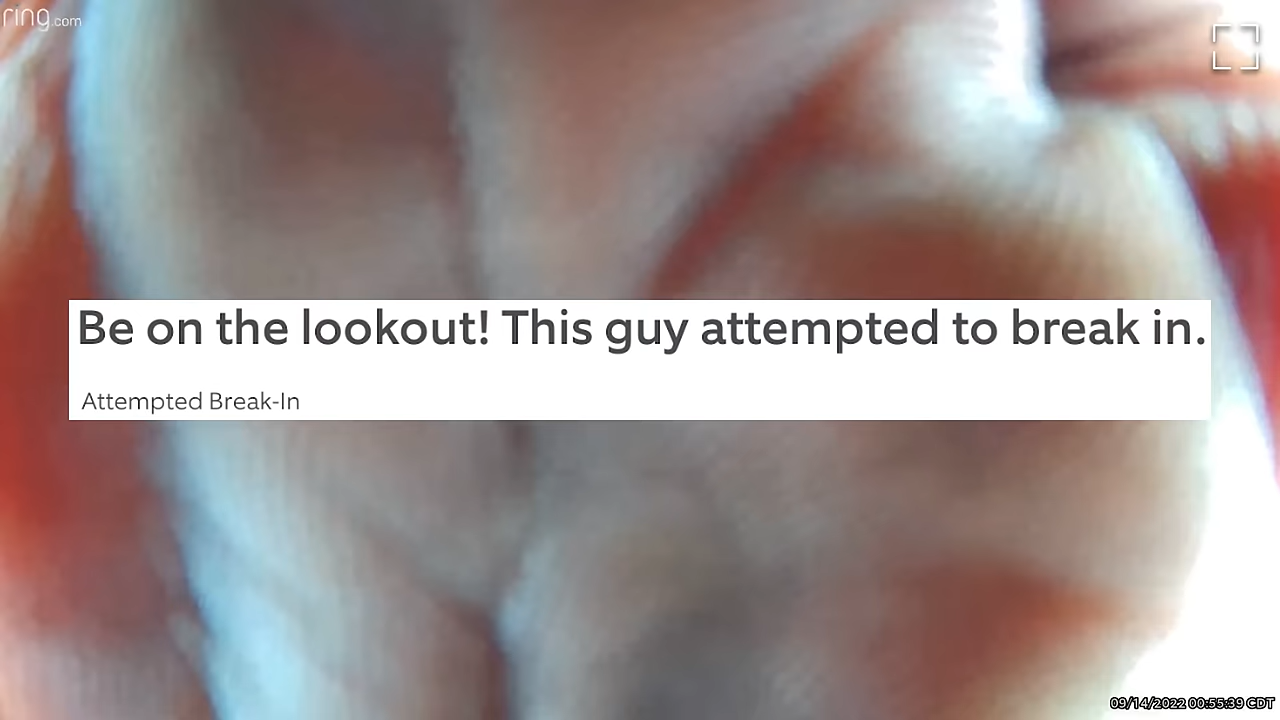 ring.com
Be on the lookout! This guy attempted to break in.
Attempted Break-In
09/14/2022 00:55:39 CDT